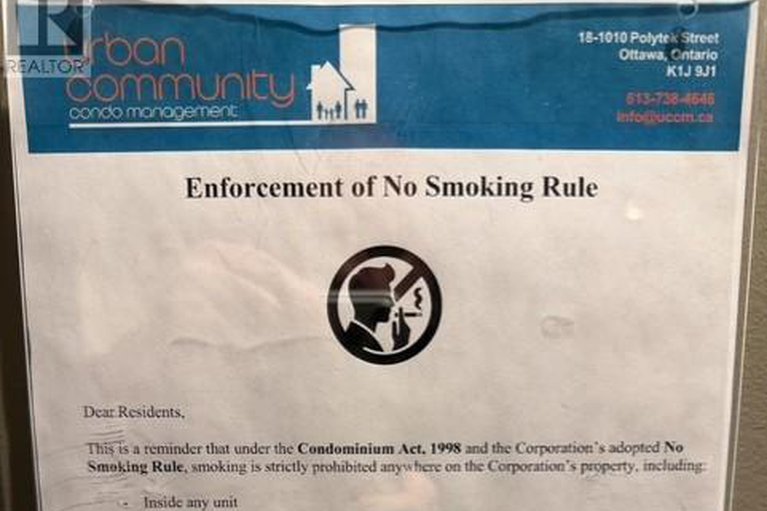 R
REALTOR
Urban
community
condo management
18-1010 Polytek Street
Ottawa, Ontario
K1J 9J1
613-738-4646
info@uccm.ca
Enforcement of No Smoking Rule
Dear Residents,
This is a reminder that under the Condominium Act, 1998 and the Corporation's adopted No
Smoking Rule, smoking is strictly prohibited anywhere on the Corporation's property, including:
- Inside any unit